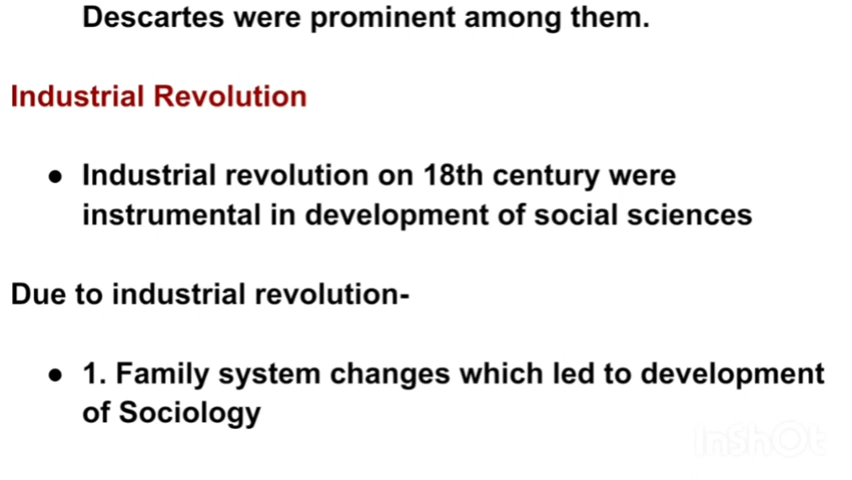 Descartes were prominent among them.
Industrial Revolution
● Industrial revolution on 18th century were
instrumental in development of social sciences
Due to industrial revolution-
● 1. Family system changes which led to development
of Sociology
InShOt